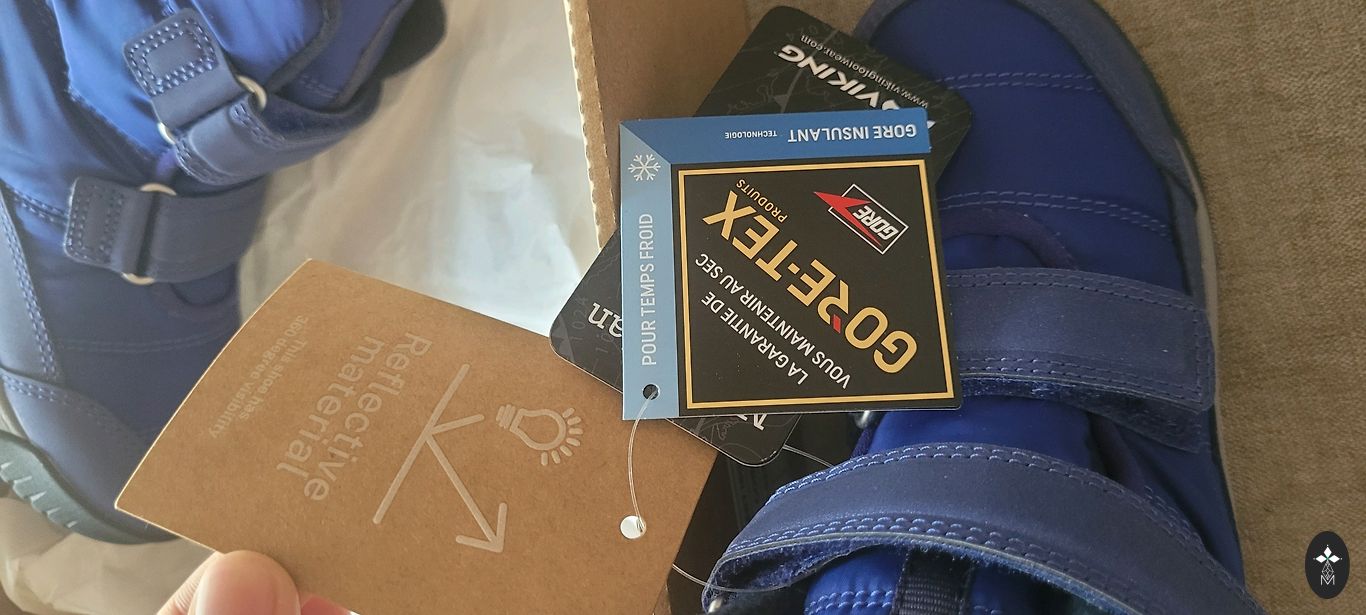 VIKING
www.vikingfootwear.com
GORE INSULANT
TECHNOLOGIE
POUR TEMPS FROID
GORE
GORE-TEX
PRODUITS
LA GARANTIE DE
VOUS MAINTENIR AU SEC
Reflective
material
This shoe has
360 degree visibility
M